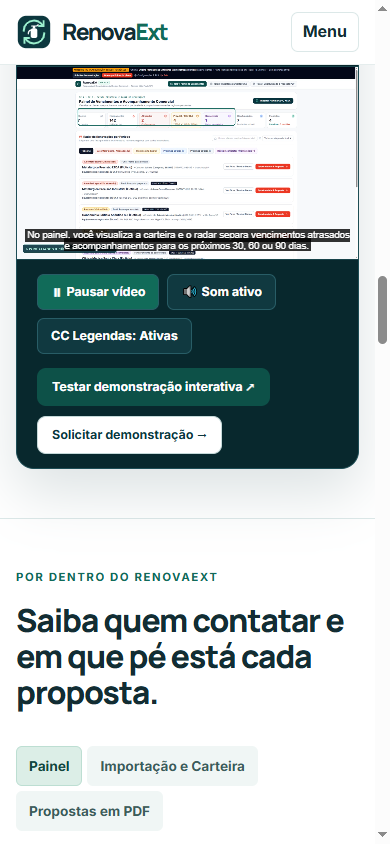 RenovaExt
Menu
No painel, você visualiza a carteira e o radar separa vencimentos atrasados
e acompanhamentos para os próximos 30, 60 ou 90 dias.
Pausar vídeo
Som ativo
CC Legendas: Ativas
Testar demonstração interativa ↗
Solicitar demonstração →
POR DENTRO DO RENOVAEXT
Saiba quem contatar e
em que pé está cada
proposta.
Painel
Importação e Carteira
Propostas em PDF